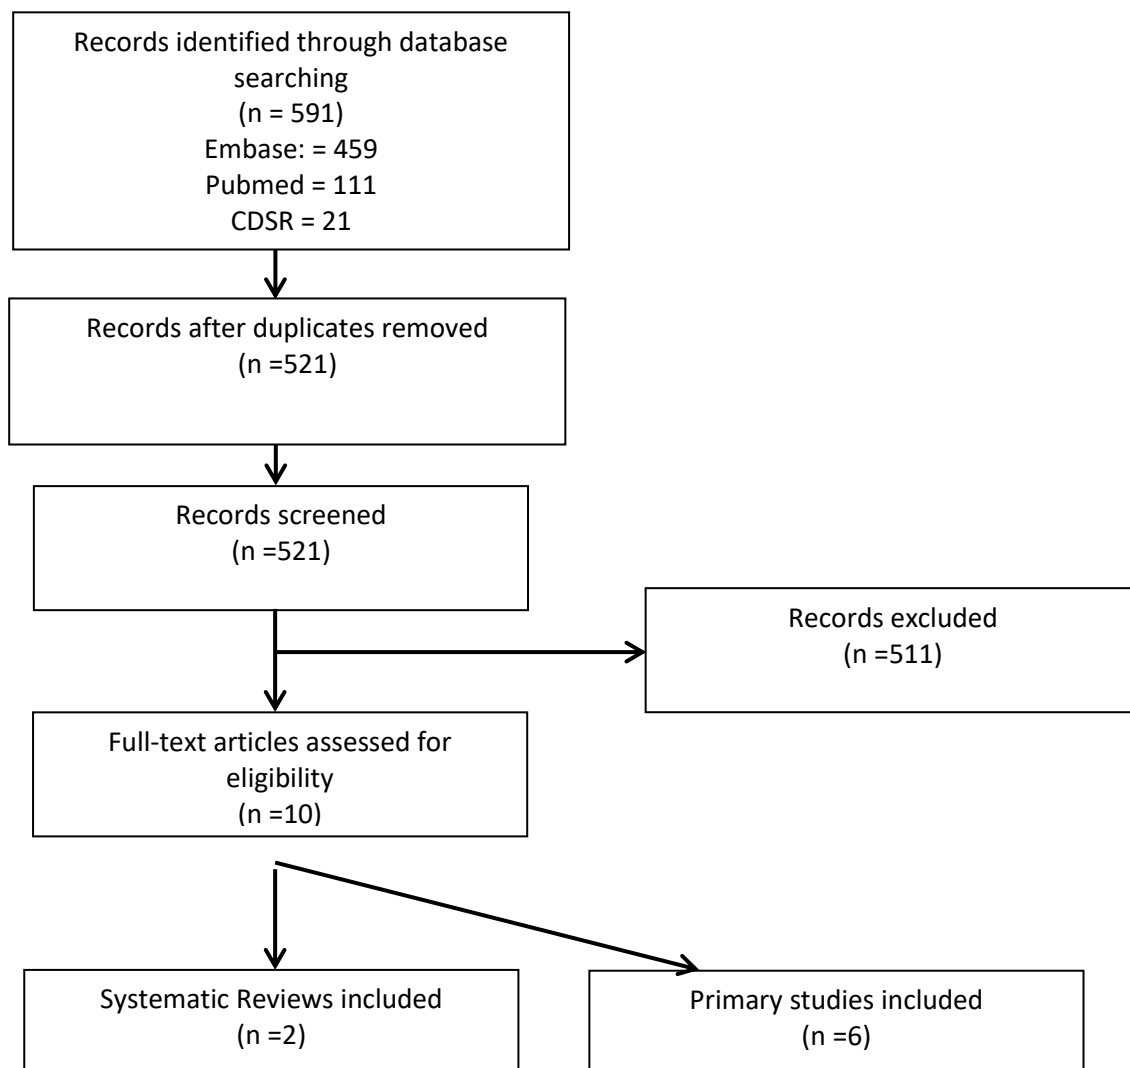 Records identified through database
searching
(n = 591)
Embase: = 459
Pubmed = 111
CDSR = 21
Records after duplicates removed
(n =521)
Records screened
(n =521)
Records excluded
(n =511)
Full-text articles assessed for
eligibility
(n =10)
Systematic Reviews included
(n =2)
Primary studies included
(n =6)